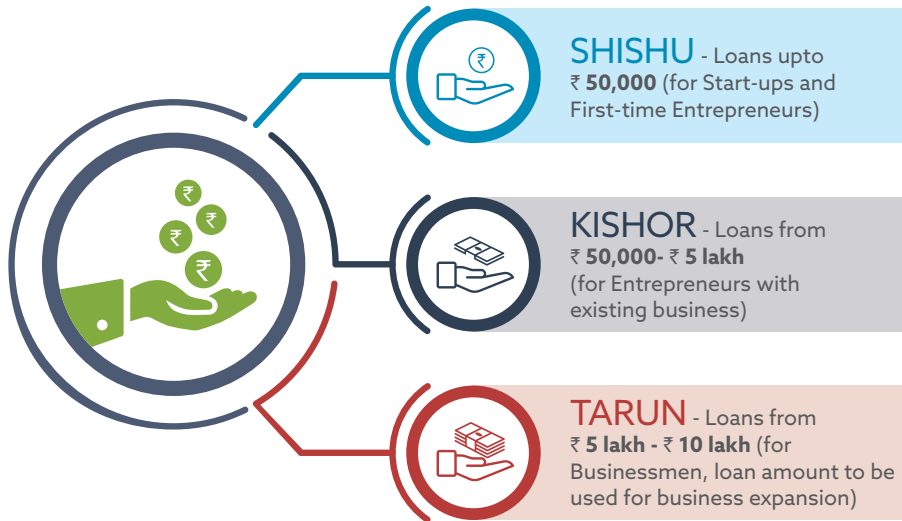 ₹
SHISHU - Loans upto
₹ 50,000 (for Start-ups and
First-time Entrepreneurs)
₹
₹
₹
₹
KISHOR - Loans from
₹ 50,000- ₹ 5 lakh
(for Entrepreneurs with
existing business)
TARUN - Loans from
₹ 5 lakh - ₹ 10 lakh (for
Businessmen, loan amount to be
used for business expansion)